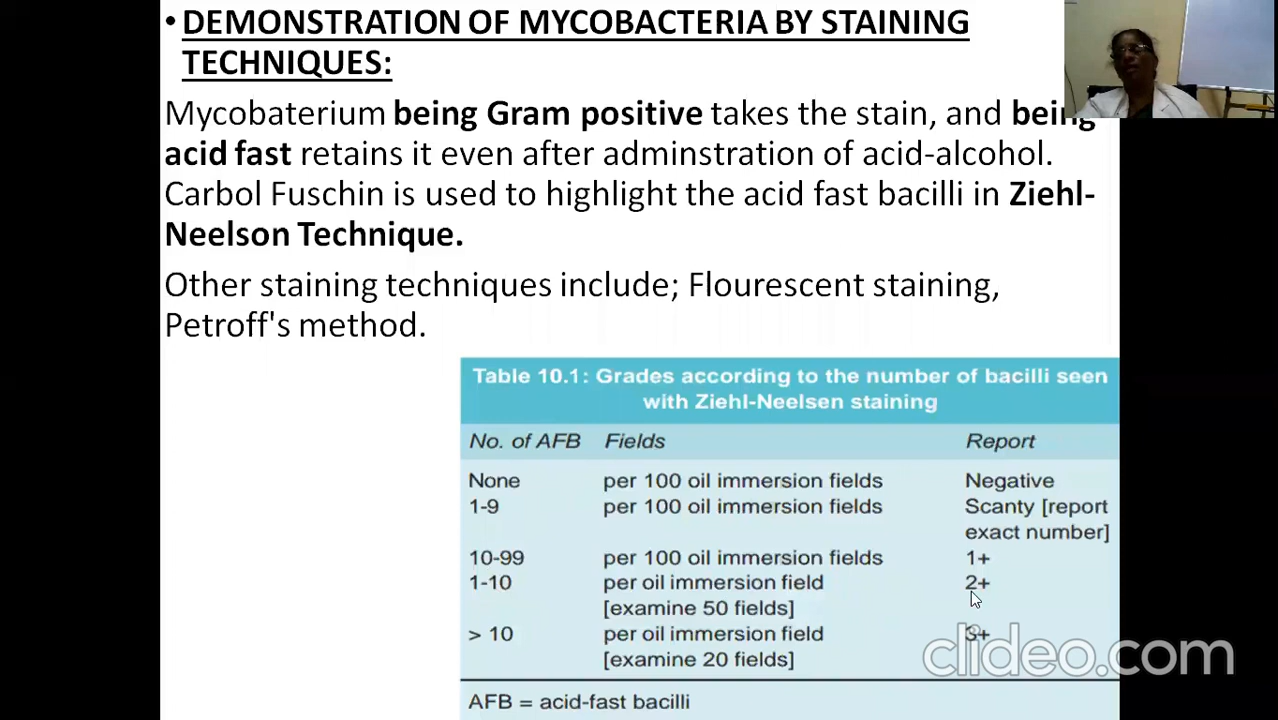 • DEMONSTRATION OF MYCOBACTERIA BY STAINING
TECHNIQUES:
Mycobaterium being Gram positive takes the stain, and being
acid fast retains it even after adminstration of acid-alcohol.
Carbol Fuschin is used to highlight the acid fast bacilli in Ziehl-
Neelson Technique.
Other staining techniques include; Flourescent staining,
Petroff's method.
Table 10.1: Grades according to the number of bacilli seen
with Ziehl-Neelsen staining
No. of AFB Fields Report
None per 100 oil immersion fields Negative
1-9 per 100 oil immersion fields Scanty [report
exact number]
10-99 per 100 oil immersion fields 1+
1-10 per oil immersion field 2+
[examine 50 fields]
> 10 per oil immersion field 3+
[examine 20 fields]
clideo.com
AFB = acid-fast bacilli